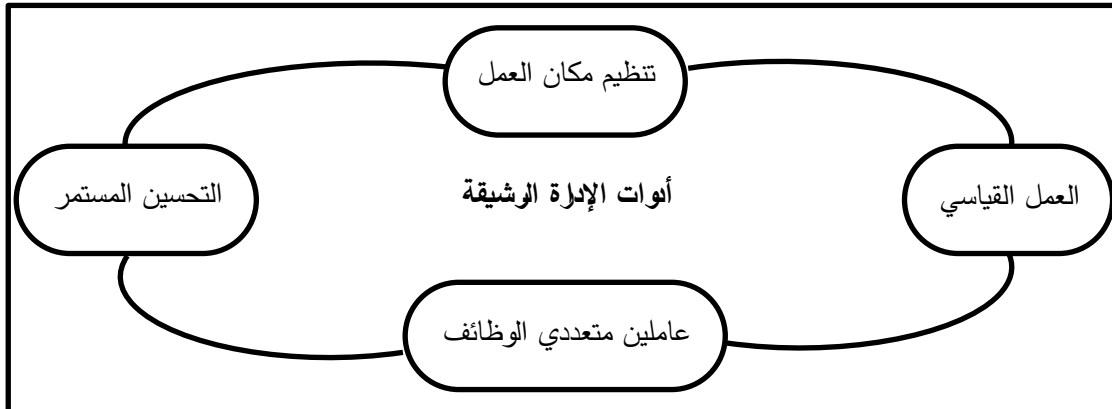 تنظيم مكان العمل
العمل القياسي
أدوات الإدارة الرشيقة
التحسين المستمر
عاملين متعددي الوظائف